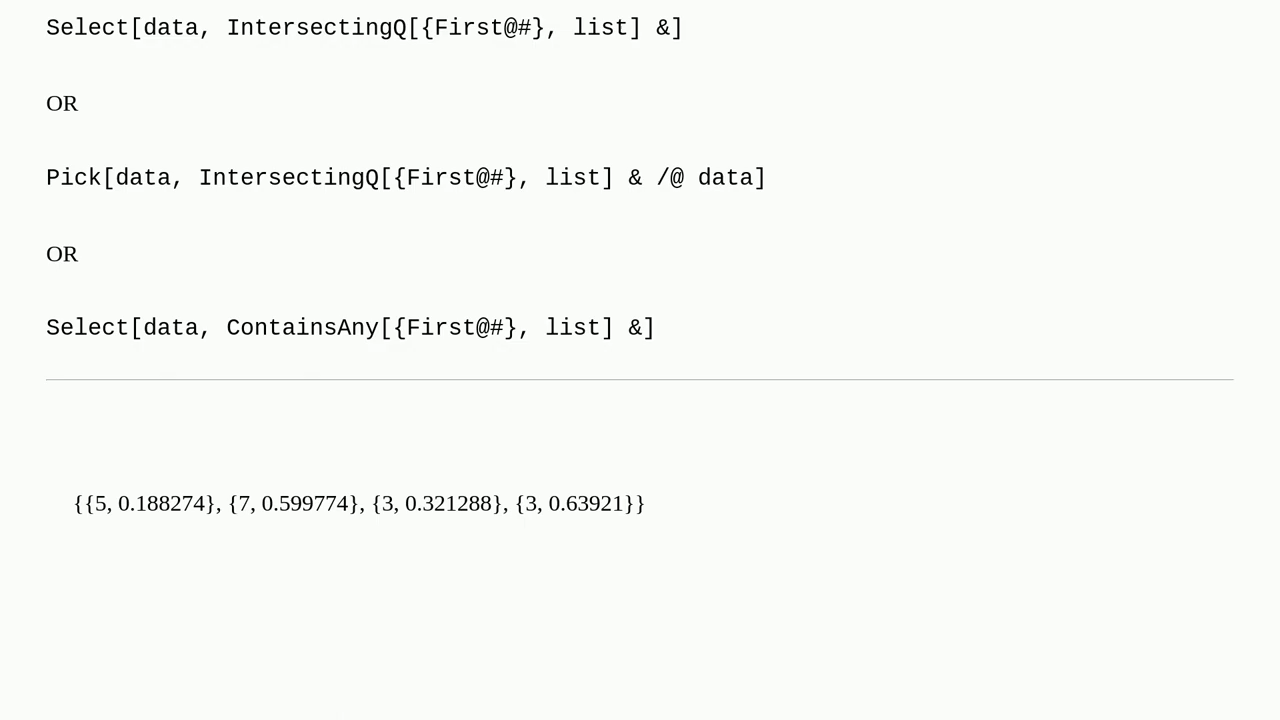 Select[data, IntersectingQ[{First@#}, list] &]
OR
Pick[data, IntersectingQ[{First@#}, list] & /@ data]
OR
Select[data, ContainsAny[{First@#}, list] &]
{{5, 0.188274}, {7, 0.599774}, {3, 0.321288}, {3, 0.63921}}